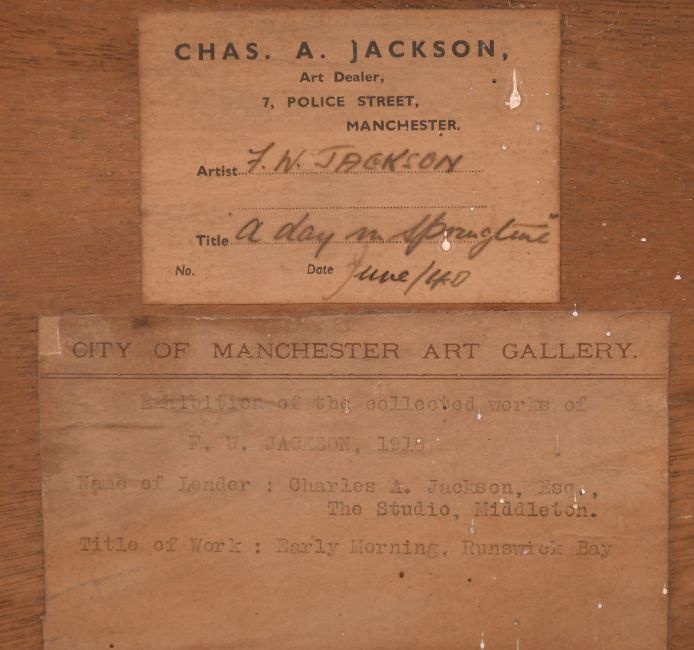 CHAS. A. JACKSON,
Art Dealer,
7, POLICE STREET,
MANCHESTER.
Artist F. W. JACKSON
Title A day in Springtime"
No. Date June/40
CITY OF MANCHESTER ART GALLERY.
Exhibition of the collected works of
F. W. JACKSON, 1918
Name of Lender : Charles A. Jackson, Esq.,
The Studio, Middleton.
Title of Work : Early Morning, Runswick Bay